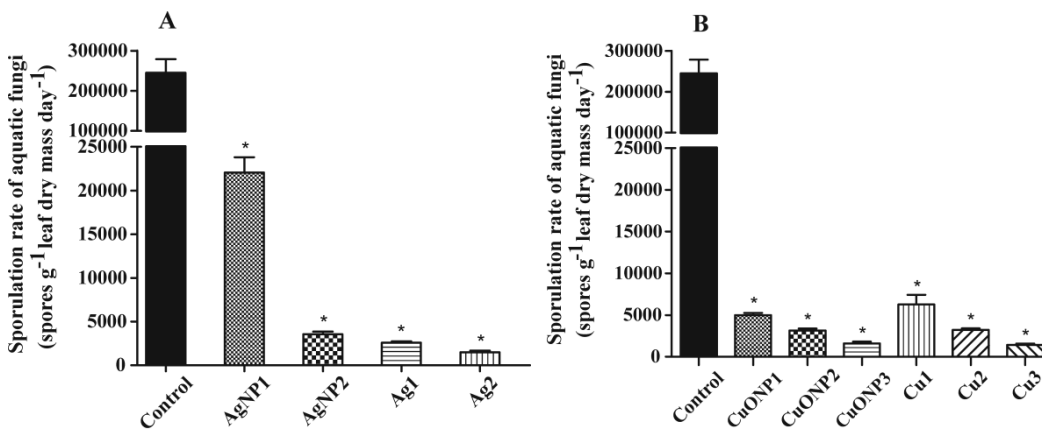 A
Sporulation rate of aquatic fungi
(spores g-1 leaf dry mass day-1)
300000
200000
100000
25000
20000
15000
10000
5000
0
*
*
*
*
Control
AgNP1
AgNP2
Ag1
Ag2
B
Sporulation rate of aquatic fungi
(spores g-1 leaf dry mass day-1)
300000
200000
100000
25000
20000
15000
10000
5000
0
*
*
*
*
*
*
Control
CuONP1
CuONP2
CuONP3
Cu1
Cu2
Cu3